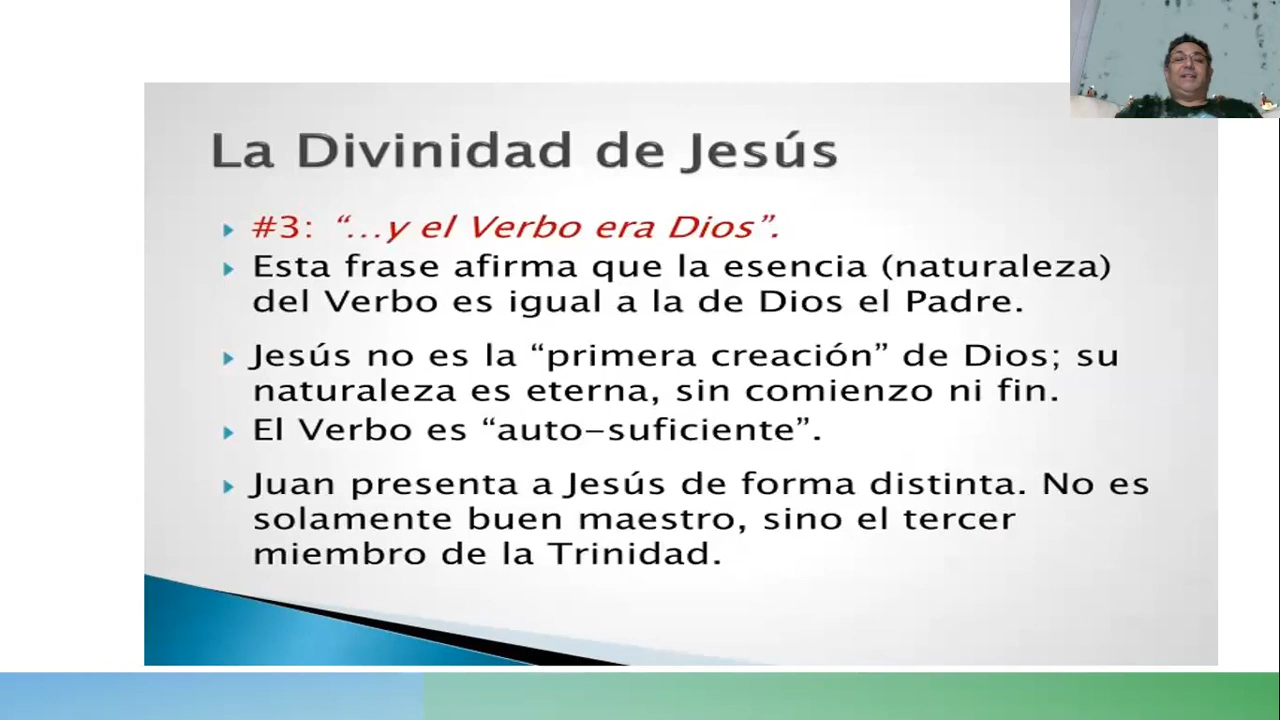 La Divinidad de Jesús
#3: “...y el Verbo era Dios”.
Esta frase afirma que la esencia (naturaleza)
del Verbo es igual a la de Dios el Padre.
Jesús no es la “primera creación” de Dios; su
naturaleza es eterna, sin comienzo ni fin.
El Verbo es “auto-suficiente”.
Juan presenta a Jesús de forma distinta. No es
solamente buen maestro, sino el tercer
miembro de la Trinidad.